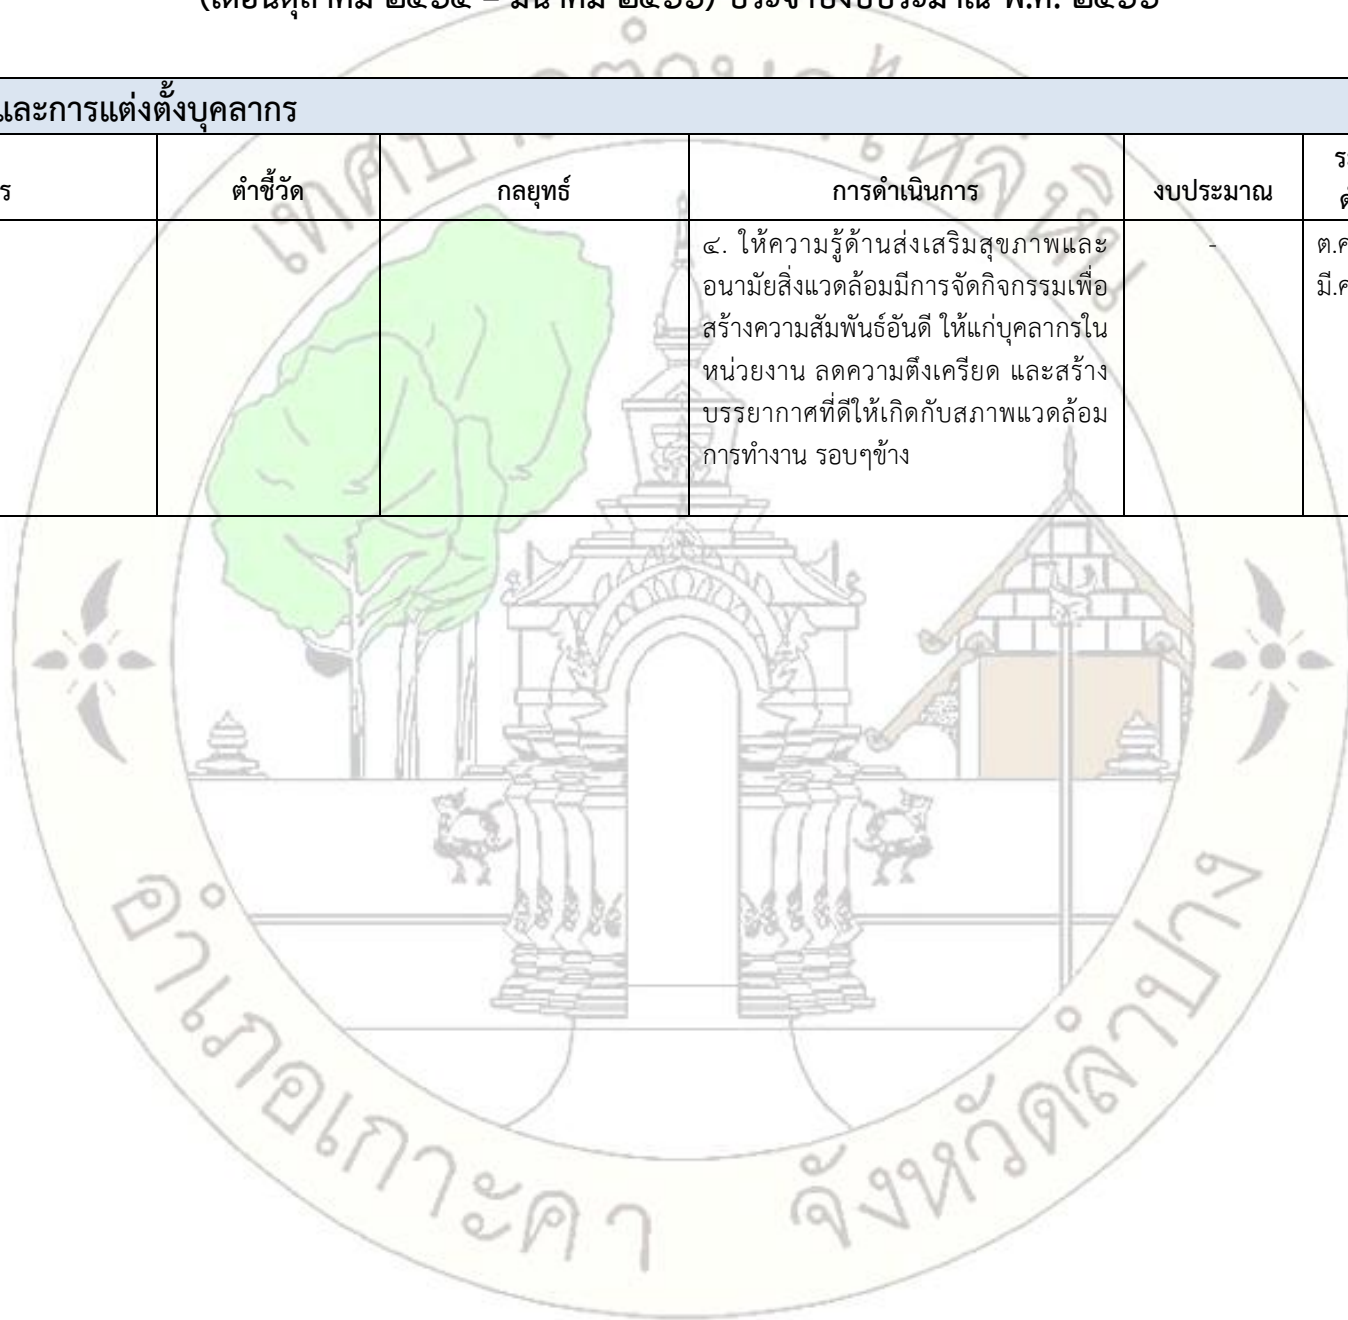 และการแต่งตั้งบุคลากร
ร ตำชี้วัด กลยุทธ์ การดำเนินการ งบประมาณ
๔. ให้ความรู้ด้านส่งเสริมสุขภาพและ - ต.ค
อนามัยสิ่งแวดล้อมมีการจัดกิจกรรมเพื่อ มี.ค
สร้างความสัมพันธ์อันดี ให้แก่บุคลากรใน
หน่วยงาน ลดความตึงเครียด และสร้าง
บรรยากาศที่ดีให้เกิดกับสภาพแวดล้อม
การทำงาน รอบๆข้าง
อำเภอเกาะคา จังหวัดลำปาง